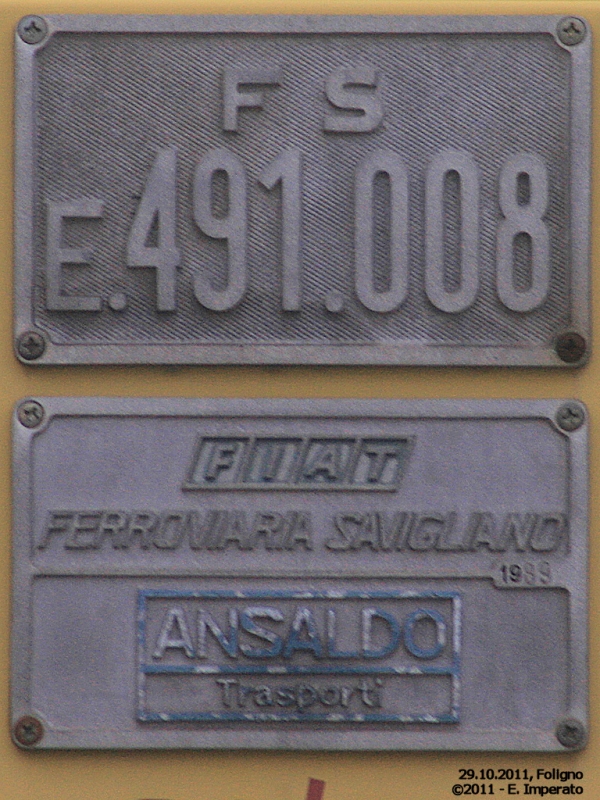 FS
E.491.008
FIAT
FERROVIARIA SAVIGLIANO
1989
ANSALDO
Trasporti
29.10.2011, Foligno
©2011 - E. Imperato